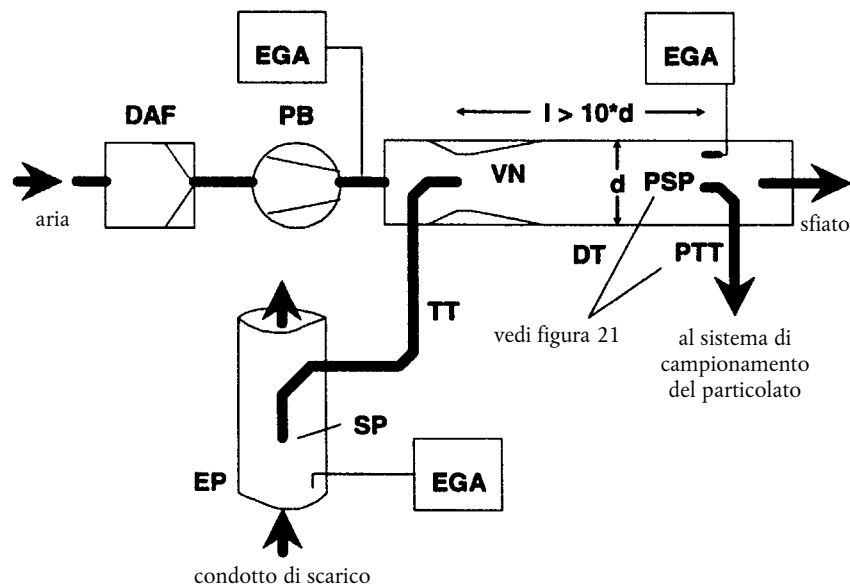 EGA
EGA
DAF
PB
l > 10*d
VN
d
PSP
aria
sfiato
DT
PTT
TT
vedi figura 21
al sistema di
campionamento
del particolato
SP
EP
EGA
condotto di scarico